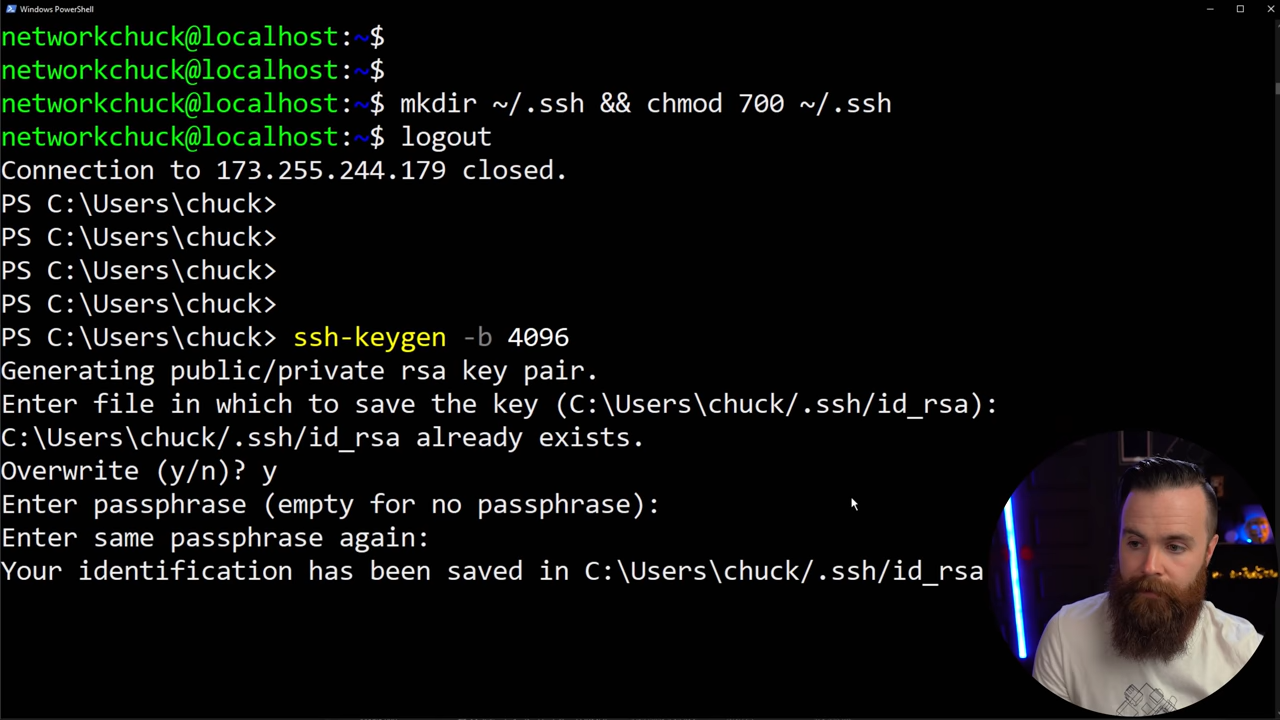 Windows PowerShell
networkchuck@localhost:~$
networkchuck@localhost:~$
networkchuck@localhost:~$ mkdir ~/.ssh && chmod 700 ~/.ssh
networkchuck@localhost:~$ logout
Connection to 173.255.244.179 closed.
PS C:\Users\chuck>
PS C:\Users\chuck>
PS C:\Users\chuck>
PS C:\Users\chuck>
PS C:\Users\chuck> ssh-keygen -b 4096
Generating public/private rsa key pair.
Enter file in which to save the key (C:\Users\chuck/.ssh/id_rsa):
C:\Users\chuck/.ssh/id_rsa already exists.
Overwrite (y/n)? y
Enter passphrase (empty for no passphrase):
Enter same passphrase again:
Your identification has been saved in C:\Users\chuck/.ssh/id_rsa